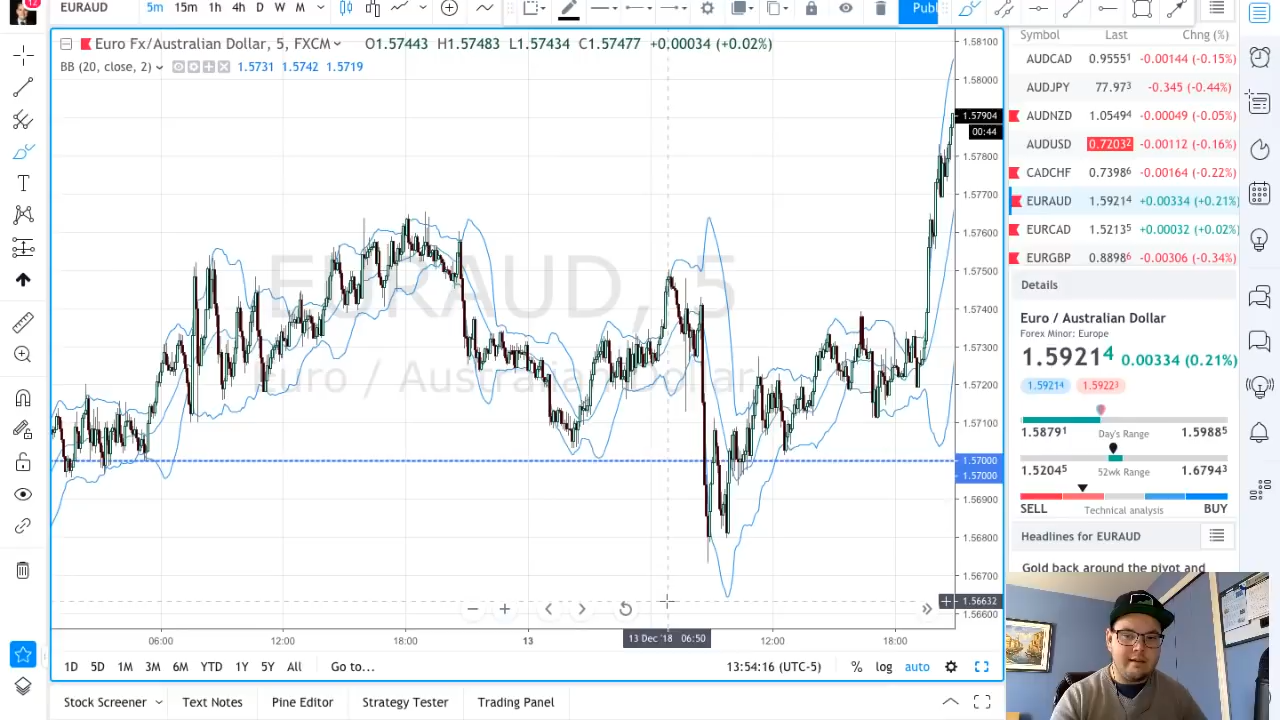 12
EURAUD 5m 15m 1h 4h D W M Publ
Euro Fx/Australian Dollar, 5, FXCM O1.57443 H1.57483 L1.57434 C1.57477 +0.00034 (+0.02%)
BB (20, close, 2) 1.5731 1.5742 1.5719
EURAUD, 5
Euro / Australian Dollar
1.58100
1.58000
1.57904
00:44
1.57800
1.57700
1.57600
1.57500
1.57400
1.57300
1.57200
1.57100
1.57000
1.57000
1.56900
1.56800
1.56700
1.56632
1.56600
06:00 12:00 18:00 13 13 Dec '18 06:50 12:00 18:00
1D 5D 1M 3M 6M YTD 1Y 5Y All Go to... 13:54:16 (UTC-5) % log auto
Stock Screener Text Notes Pine Editor Strategy Tester Trading Panel
Symbol Last Chng (%)
AUDCAD 0.95551 -0.00144 (-0.15%)
AUDJPY 77.973 -0.345 (-0.44%)
AUDNZD 1.05494 -0.00049 (-0.05%)
AUDUSD 0.72032 -0.00112 (-0.16%)
CADCHF 0.73986 -0.00164 (-0.22%)
EURAUD 1.59214 +0.00334 (+0.21%)
EURCAD 1.52135 +0.00032 (+0.02%)
EURGBP 0.88986 -0.00306 (-0.34%)
Details
Euro / Australian Dollar
Forex Minor: Europe
1.59214 0.00334 (0.21%)
1.59214 1.59223
1.58791 Day's Range 1.59885
1.52045 52wk Range 1.67943
SELL Technical analysis BUY
Headlines for EURAUD
Gold back around the pivot and